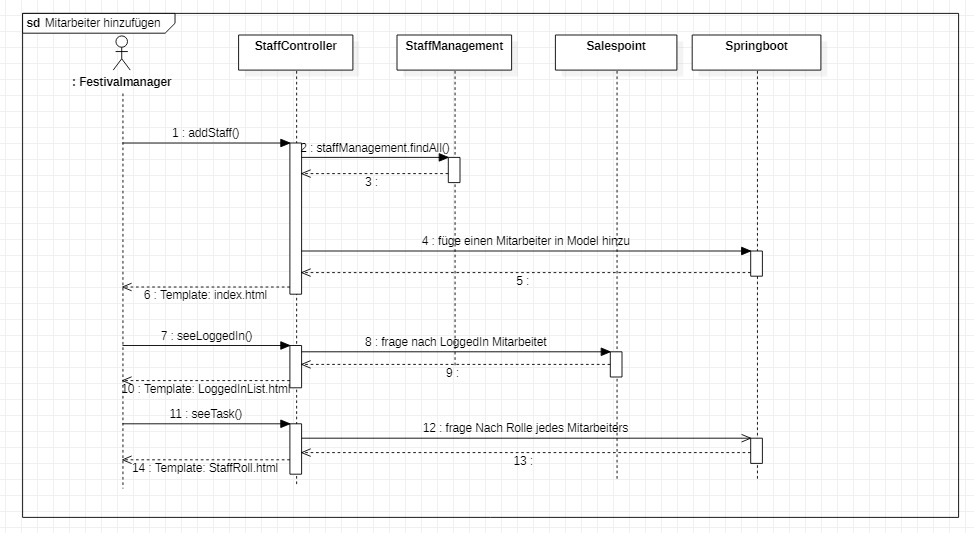 sd Mitarbeiter hinzufügen
StaffController
StaffManagement
Salespoint
Springboot
: Festivalmanager
1 : addStaff()
2 : staffManagement.findAll()
3 :
4 : füge einen Mitarbeiter in Model hinzu
5 :
6 : Template: index.html
7 : seeLoggedIn()
8 : frage nach LoggedIn Mitarbeitet
9 :
10 : Template: LoggedInList.html
11 : seeTask()
12 : frage Nach Rolle jedes Mitarbeiters
13 :
14 : Template: StaffRoll.html